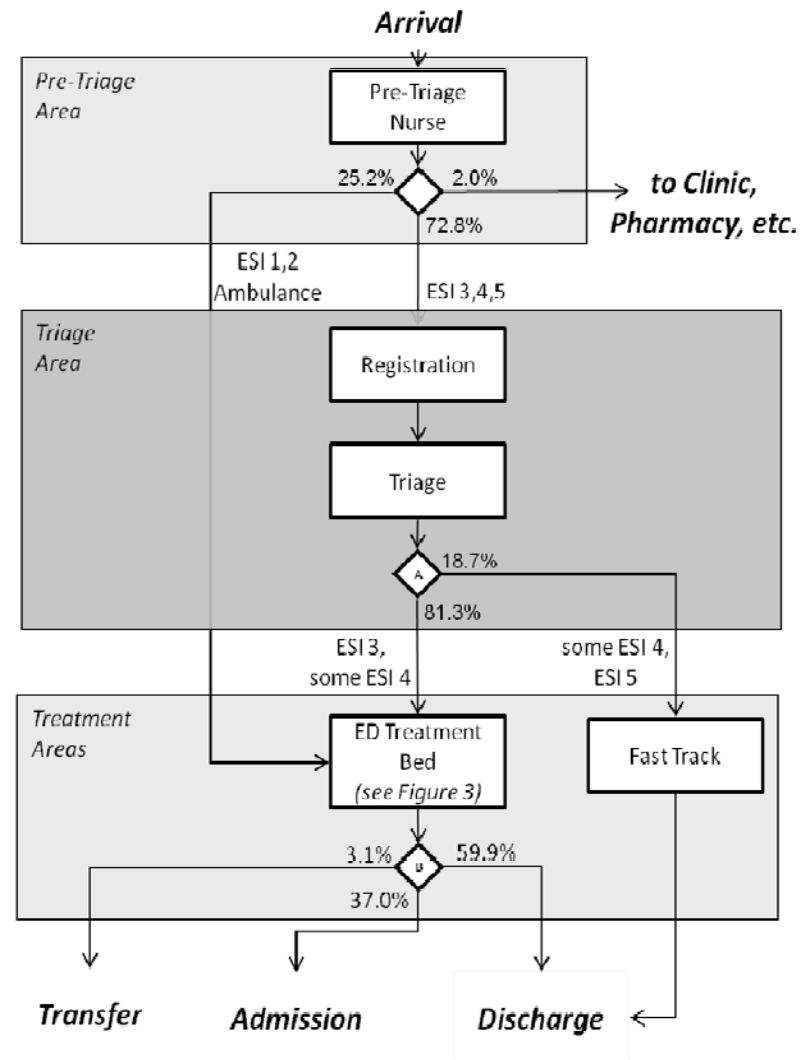 Arrival
Pre-Triage
Area
Pre-Triage
Nurse
25.2%
2.0%
72.8%
to Clinic,
Pharmacy, etc.
ESI 1,2
Ambulance
ESI 3,4,5
Triage
Area
Registration
Triage
A
18.7%
81.3%
ESI 3,
some ESI 4
some ESI 4,
ESI 5
Treatment
Areas
ED Treatment
Bed
(see Figure 3)
Fast Track
B
3.1%
59.9%
37.0%
Transfer
Admission
Discharge